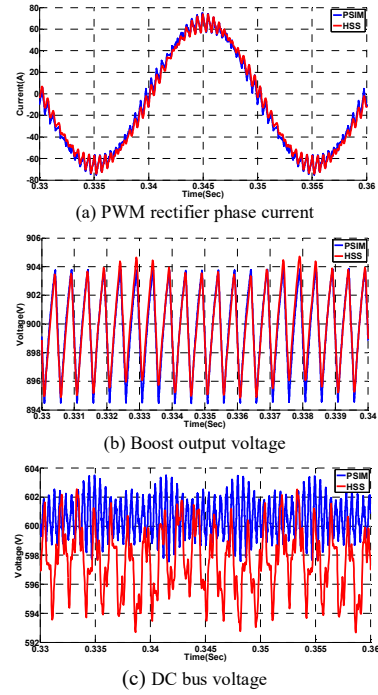 80
60
40
20
0
-20
-40
-60
-80
Current(A)
PSIM
HSS
0.33 0.335 0.34 0.345 0.35 0.355 0.36
Time(Sec)
(a) PWM rectifier phase current
906
904
902
900
898
896
894
Voltage(V)
PSIM
HSS
0.33 0.331 0.332 0.333 0.334 0.335 0.336 0.337 0.338 0.339 0.34
Time(Sec)
(b) Boost output voltage
604
602
600
598
596
594
592
Voltage(V)
PSIM
HSS
0.33 0.335 0.34 0.345 0.35 0.355 0.36
Time(Sec)
(c) DC bus voltage